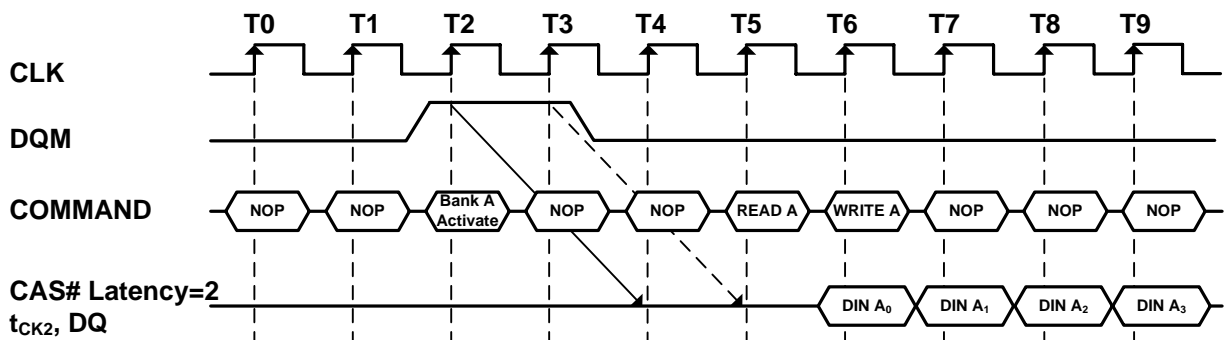 T0 T1 T2 T3 T4 T5 T6 T7 T8 T9
CLK
DQM
COMMAND NOP NOP Bank A Activate NOP NOP READ A WRITE A NOP NOP NOP
CAS# Latency=2
tCK2, DQ DIN A0 DIN A1 DIN A2 DIN A3